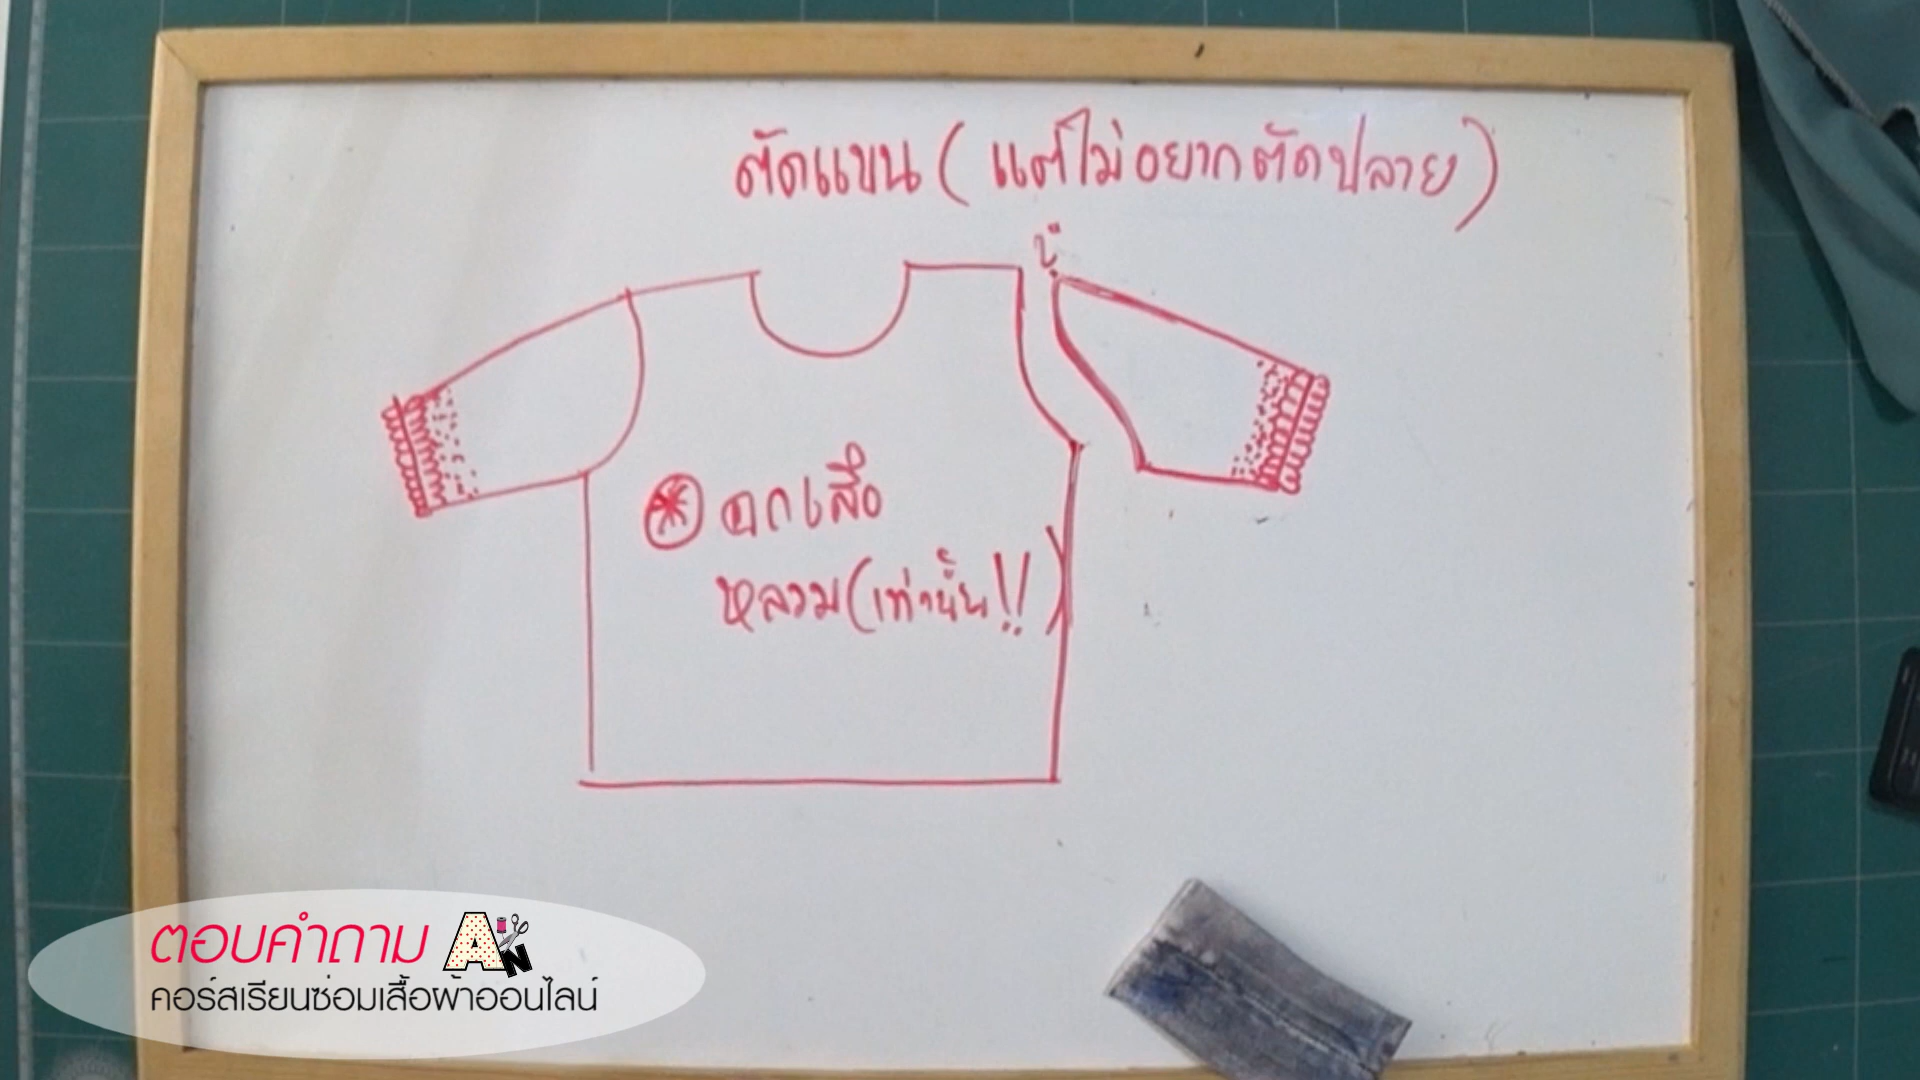 ตัดแขน (แต่ไม่อยากตัดปลาย)
เสื้อ
หลวม (เท่านั้น!!)
ตอบคำถาม AN
คอร์สเรียนซ่อมเสื้อผ้าออนไลน์